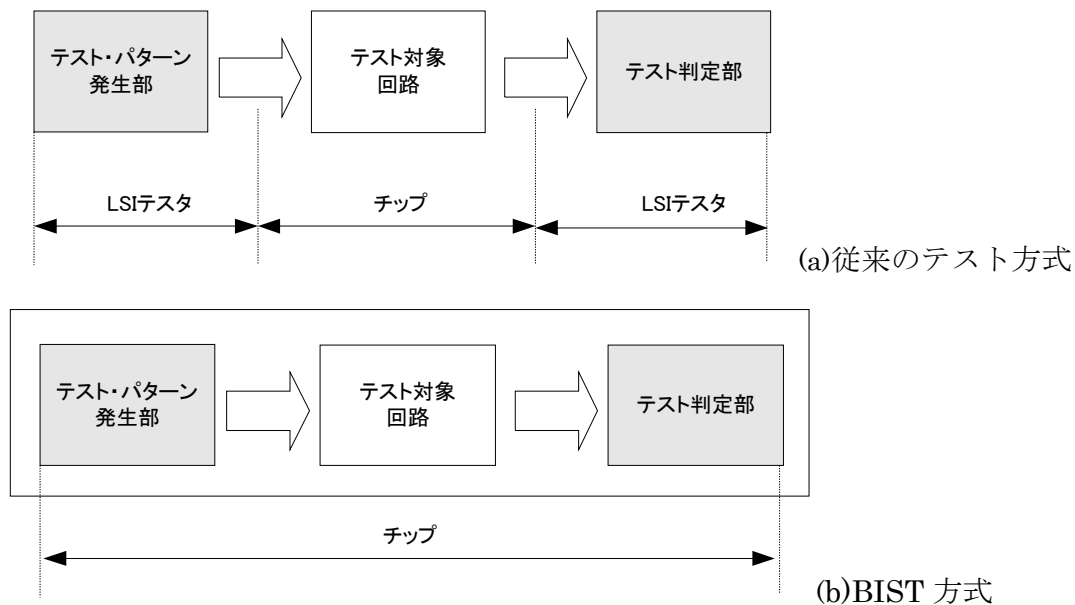 テスト・パターン
発生部
テスト対象
回路
テスト判定部
LSIテスタ
チップ
LSIテスタ
(a)従来のテスト方式
テスト・パターン
発生部
テスト対象
回路
テスト判定部
チップ
(b)BIST 方式